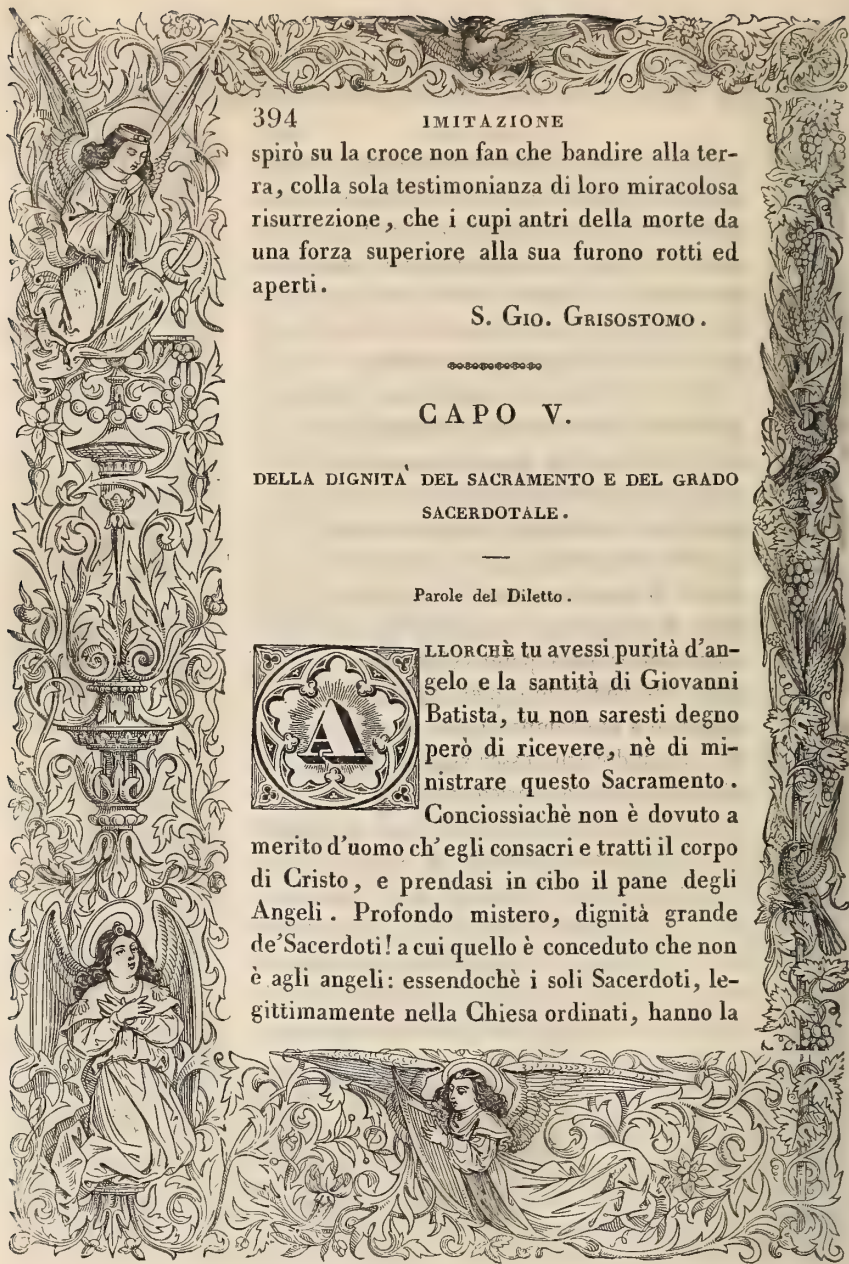 394 IMITAZIONE
spirò su la croce non fan che bandire alla ter-
ra, colla sola testimonianza di loro miracolosa
risurrezione, che i cupi antri della morte da
una forza superiore alla sua furono rotti ed
aperti.
S. GIO. GRISOSTOMO.
CAPO V.
DELLA DIGNITA' DEL SACRAMENTO E DEL GRADO
SACERDOTALE.
Parole del Diletto.
ALLORCHÈ tu avessi purità d'an-
gelo e la santità di Giovanni
Batista, tu non saresti degno
però di ricevere, nè di mi-
nistrare questo Sacramento.
Conciossiachè non è dovuto a
merito d'uomo ch' egli consacri e tratti il corpo
di Cristo, e prendasi in cibo il pane degli
Angeli. Profondo mistero, dignità grande
de'Sacerdoti! a cui quello è conceduto che non
è agli angeli: essendochè i soli Sacerdoti, le-
gittimamente nella Chiesa ordinati, hanno la